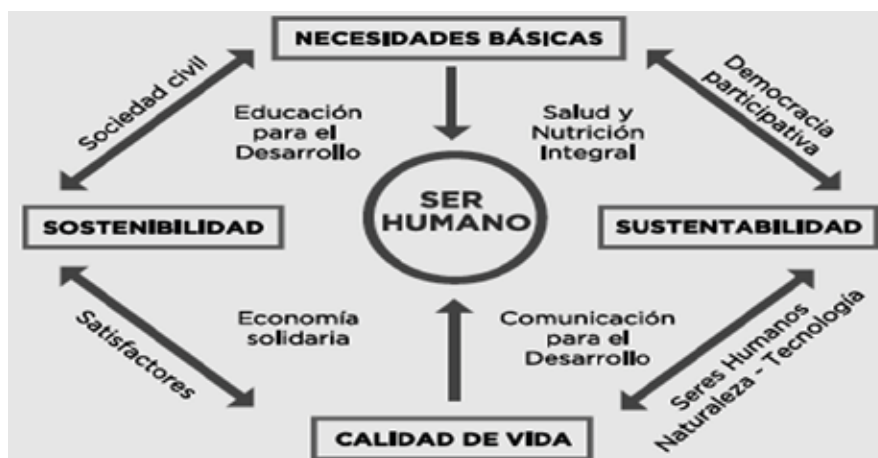 NECESIDADES BÁSICAS
Sociedad civil
Educación
para el
Desarrollo
Salud y
Nutrición
Integral
Democracia
participativa
SOSTENIBILIDAD
SER
HUMANO
SUSTENTABILIDAD
Satisfactores
Economía
solidaria
Comunicación
para el
Desarrollo
Seres Humanos
Naturaleza - Tecnología
CALIDAD DE VIDA